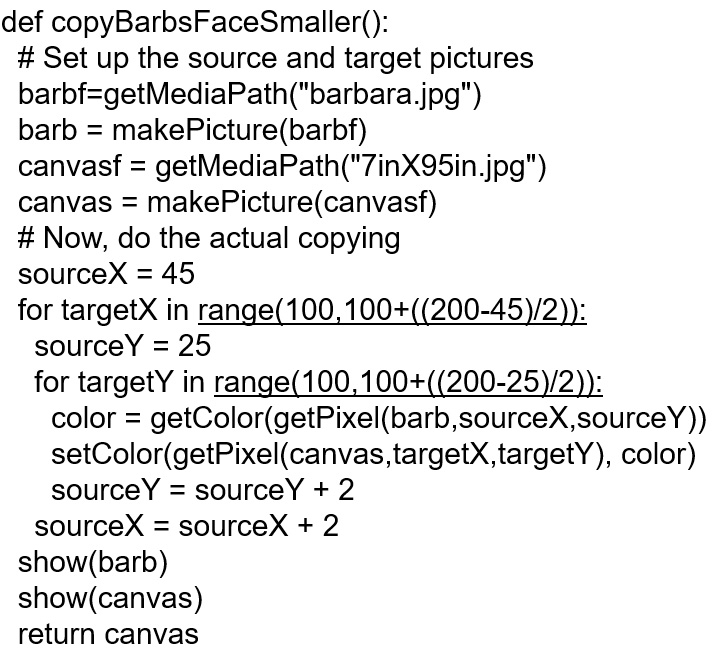 def copyBarbsFaceSmaller():
# Set up the source and target pictures
barbf=getMediaPath("barbara.jpg")
barb = makePicture(barbf)
canvasf = getMediaPath("7inX95in.jpg")
canvas = makePicture(canvasf)
# Now, do the actual copying
sourceX = 45
for targetX in range(100,100+((200-45)/2)):
sourceY = 25
for targetY in range(100,100+((200-25)/2)):
color = getColor(getPixel(barb,sourceX,sourceY))
setColor(getPixel(canvas,targetX,targetY), color)
sourceY = sourceY + 2
sourceX = sourceX + 2
show(barb)
show(canvas)
return canvas